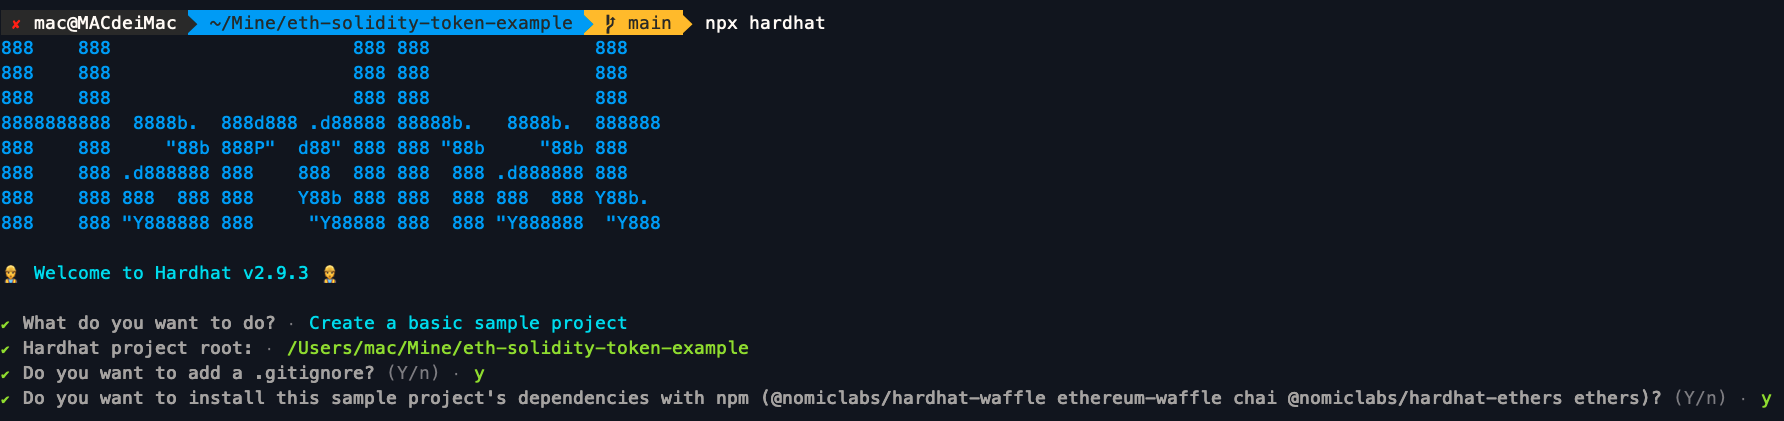 ✘ mac@MACdeiMac ~/Mine/eth-solidity-token-example main npx hardhat
888    888                      888 888               888
888    888                      888 888               888
888    888                      888 888               888
8888888888  8888b.  888d888 .d88888 88888b.   8888b.  888888
888    888     "88b 888P"  d88" 888 888 "88b     "88b 888
888    888 .d888888 888    888  888 888  888 .d888888 888
888    888 888  888 888    Y88b 888 888  888 888  888 Y88b.
888    888 "Y888888 888     "Y88888 888  888 "Y888888  "Y888
Welcome to Hardhat v2.9.3
✔ What do you want to do? · Create a basic sample project
✔ Hardhat project root: · /Users/mac/Mine/eth-solidity-token-example
✔ Do you want to add a .gitignore? (Y/n) · y
✔ Do you want to install this sample project's dependencies with npm (@nomiclabs/hardhat-waffle ethereum-waffle chai @nomiclabs/hardhat-ethers ethers)? (Y/n) · y